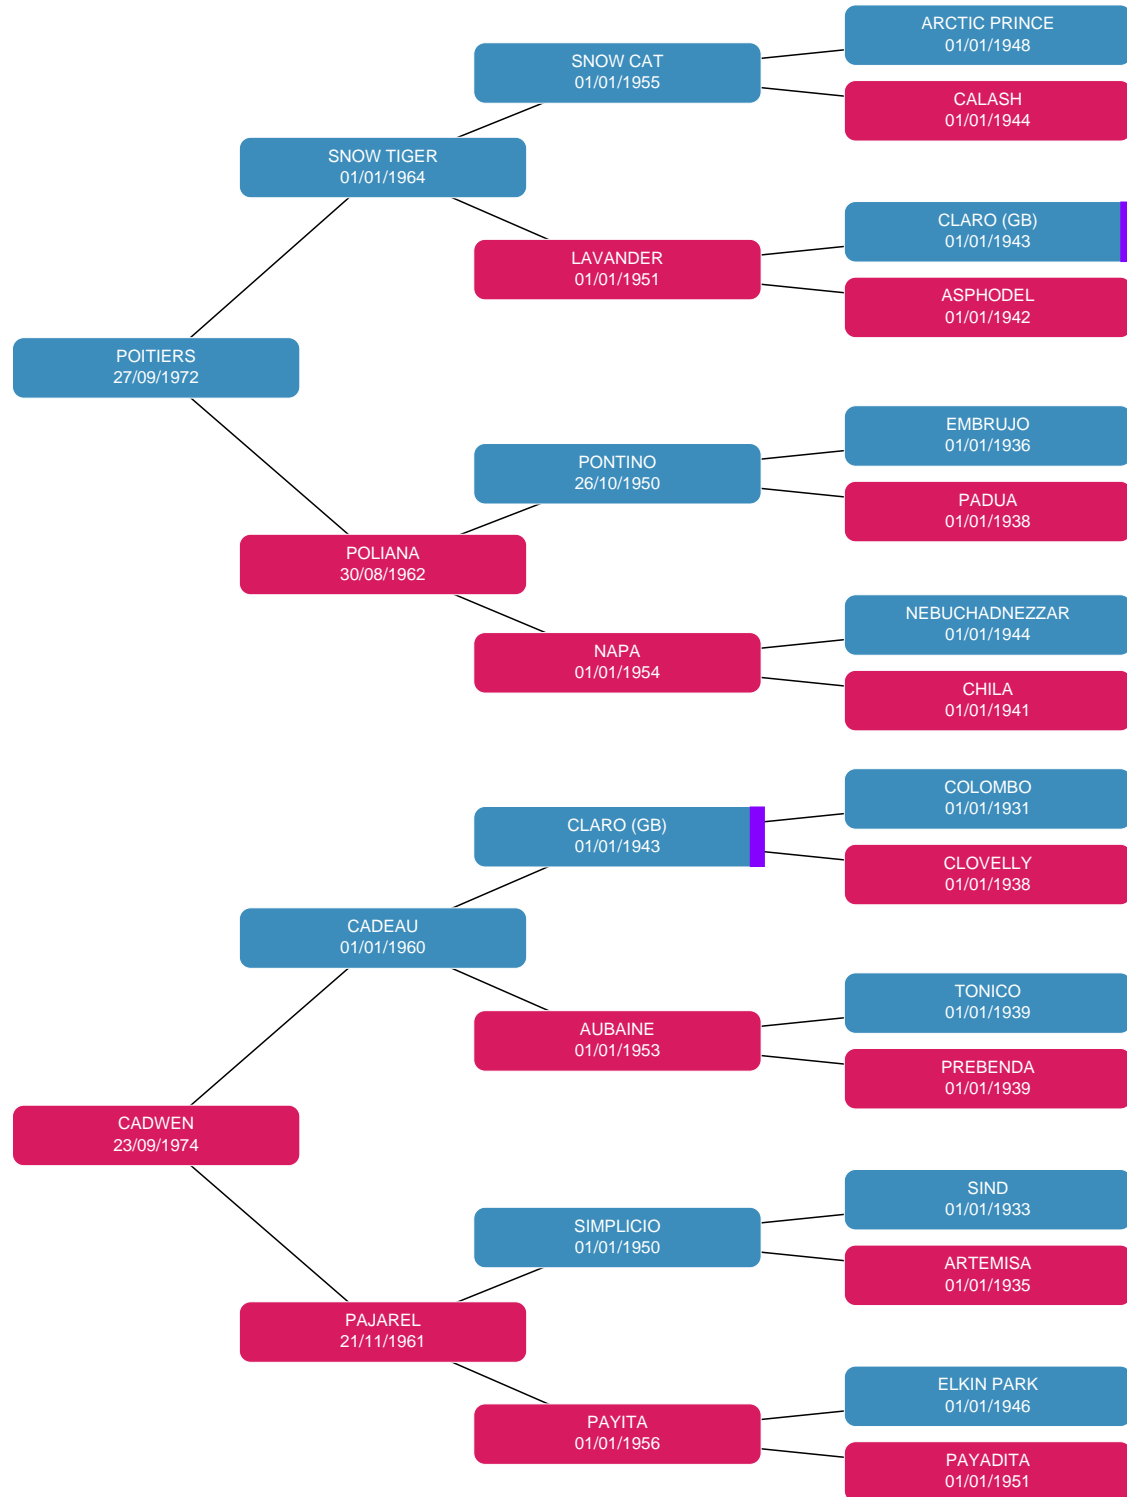 ARCTIC PRINCE
01/01/1948
SNOW CAT
01/01/1955
CALASH
01/01/1944
SNOW TIGER
01/01/1964
CLARO (GB)
01/01/1943
LAVANDER
01/01/1951
ASPHODEL
01/01/1942
POITIERS
27/09/1972
EMBRUJO
01/01/1936
PONTINO
26/10/1950
PADUA
01/01/1938
POLIANA
30/08/1962
NEBUCHADNEZZAR
01/01/1944
NAPA
01/01/1954
CHILA
01/01/1941
COLOMBO
01/01/1931
CLARO (GB)
01/01/1943
CLOVELLY
01/01/1938
CADEAU
01/01/1960
TONICO
01/01/1939
AUBAINE
01/01/1953
PREBENDA
01/01/1939
CADWEN
23/09/1974
SIND
01/01/1933
SIMPLICIO
01/01/1950
ARTEMISA
01/01/1935
PAJAREL
21/11/1961
ELKIN PARK
01/01/1946
PAYITA
01/01/1956
PAYADITA
01/01/1951